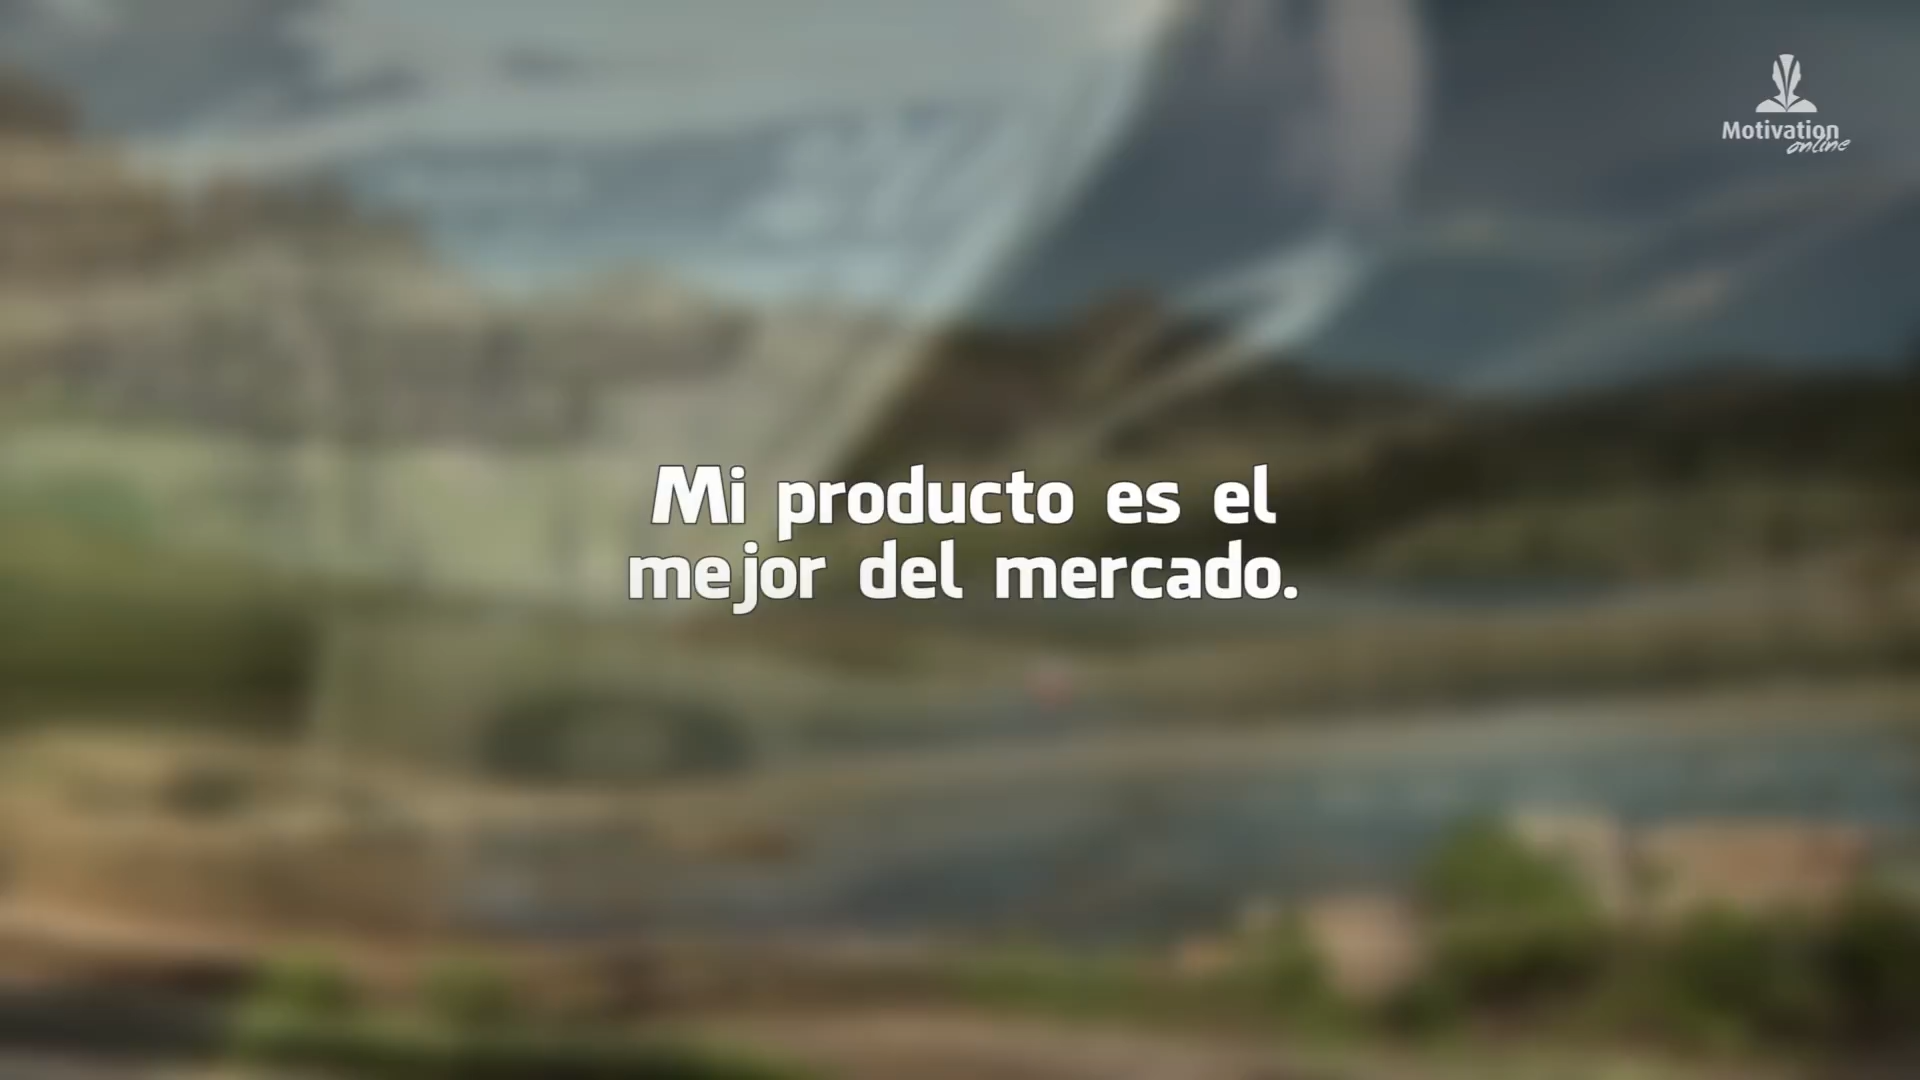 Motivation
online
Mi producto es el
mejor del mercado.